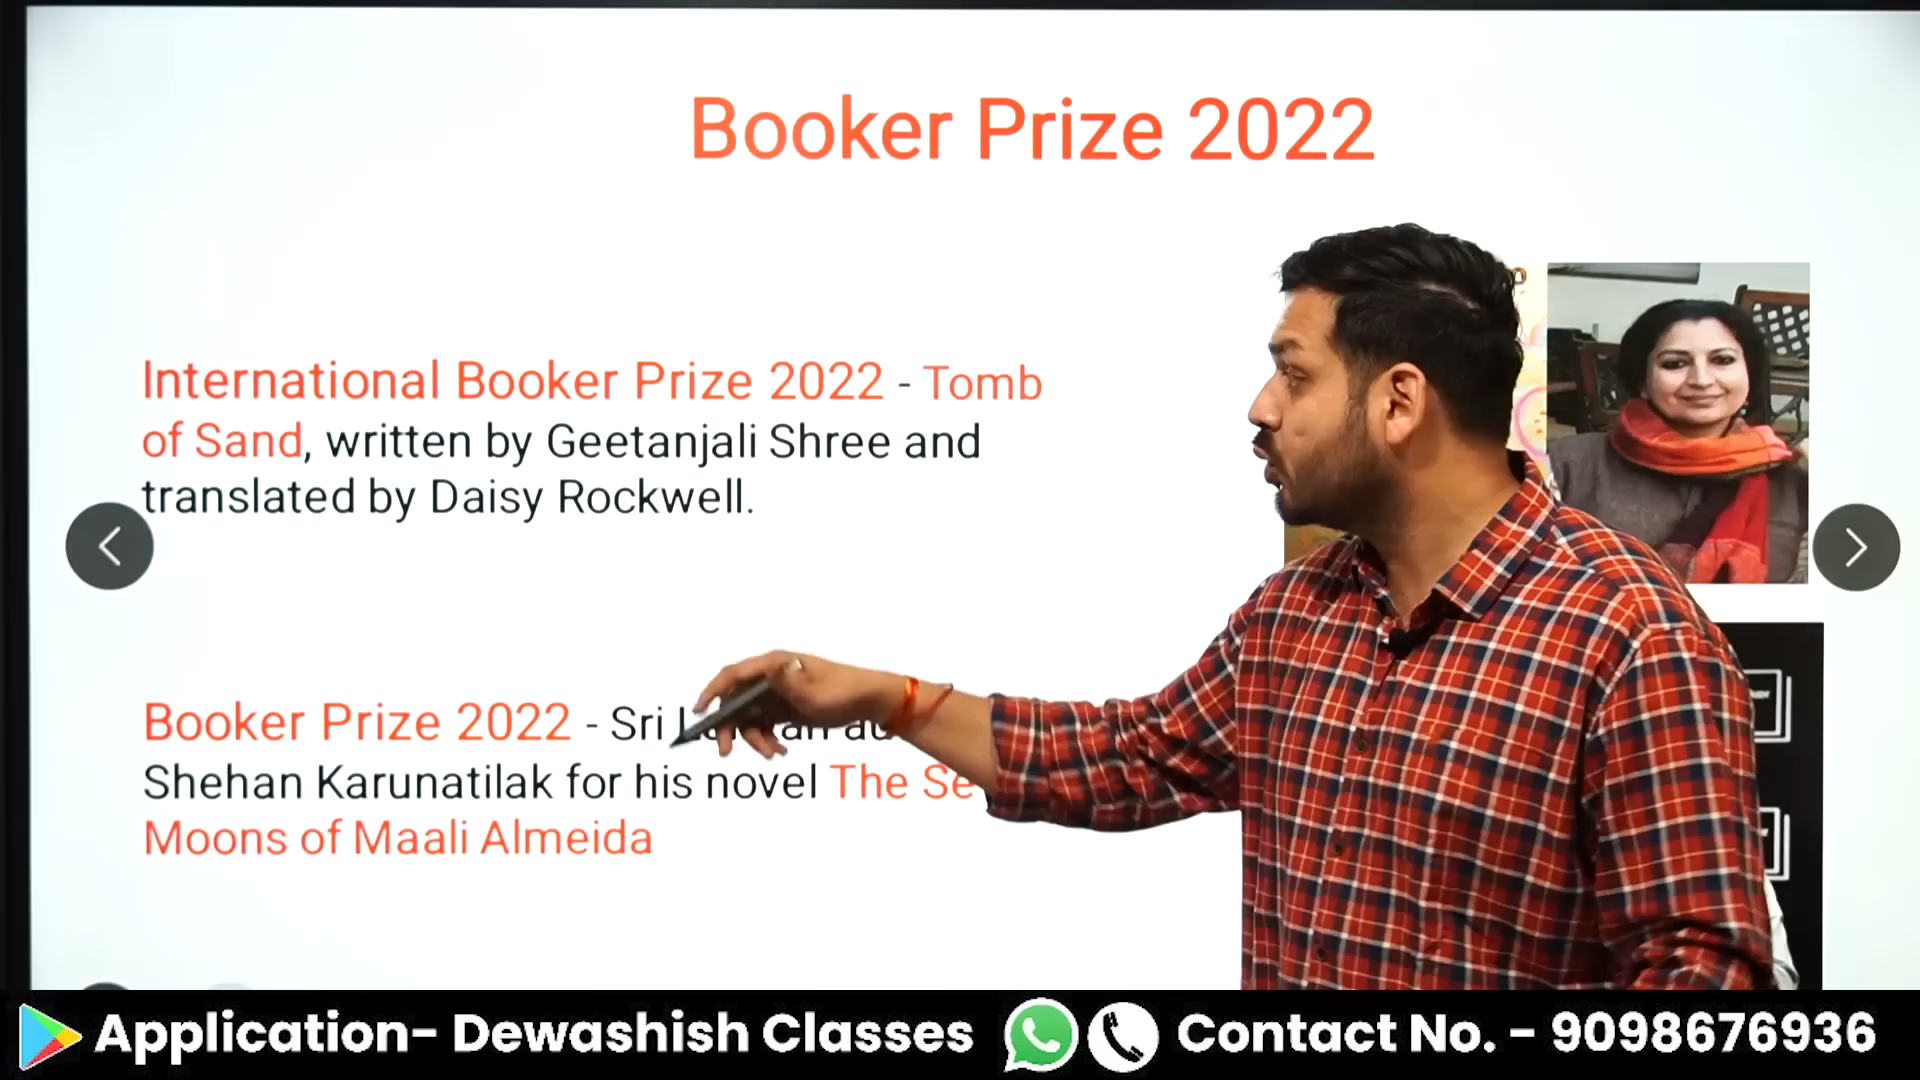 Booker Prize 2022
International Booker Prize 2022 - Tomb
of Sand, written by Geetanjali Shree and
translated by Daisy Rockwell.
Booker Prize 2022 - Sri
Shehan Karunatilak for his novel The
Moons of Maali Almeida
Application- Dewashish Classes
Contact No. - 9098676936